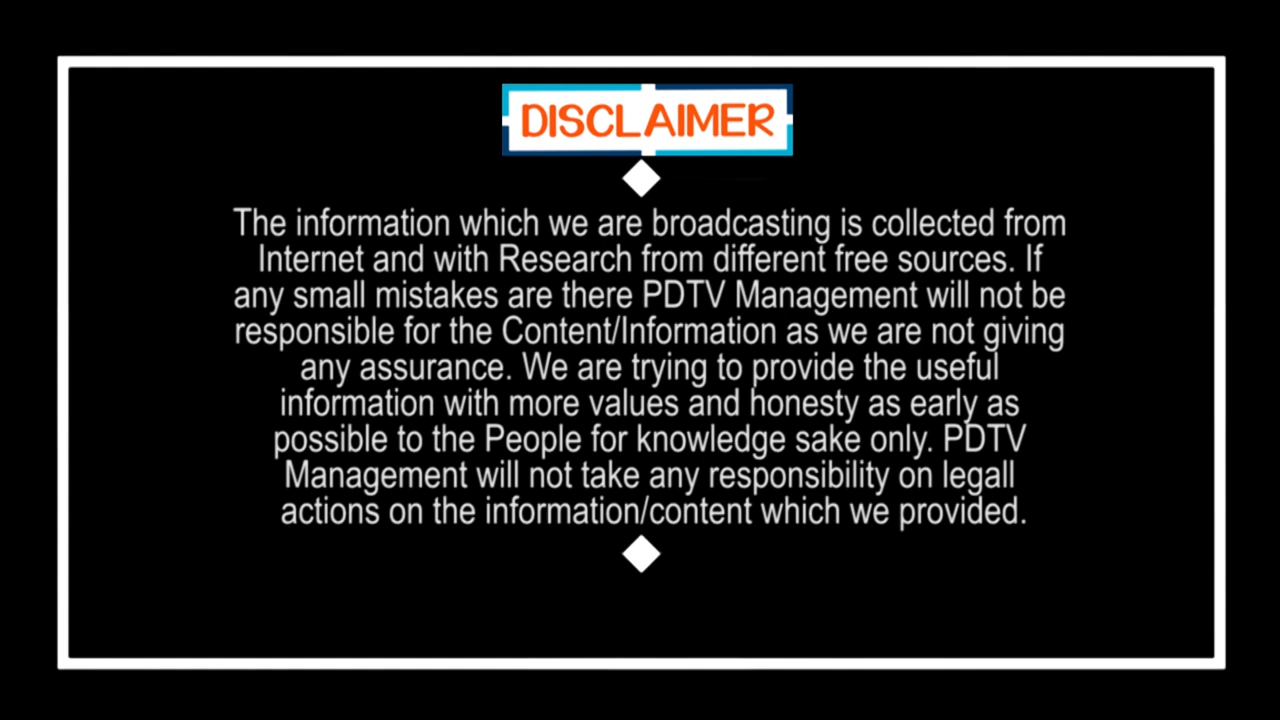 DISCLAIMER
The information which we are broadcasting is collected from
Internet and with Research from different free sources. If
any small mistakes are there PDTV Management will not be
responsible for the Content/Information as we are not giving
any assurance. We are trying to provide the useful
information with more values and honesty as early as
possible to the People for knowledge sake only. PDTV
Management will not take any responsibility on legall
actions on the information/content which we provided.